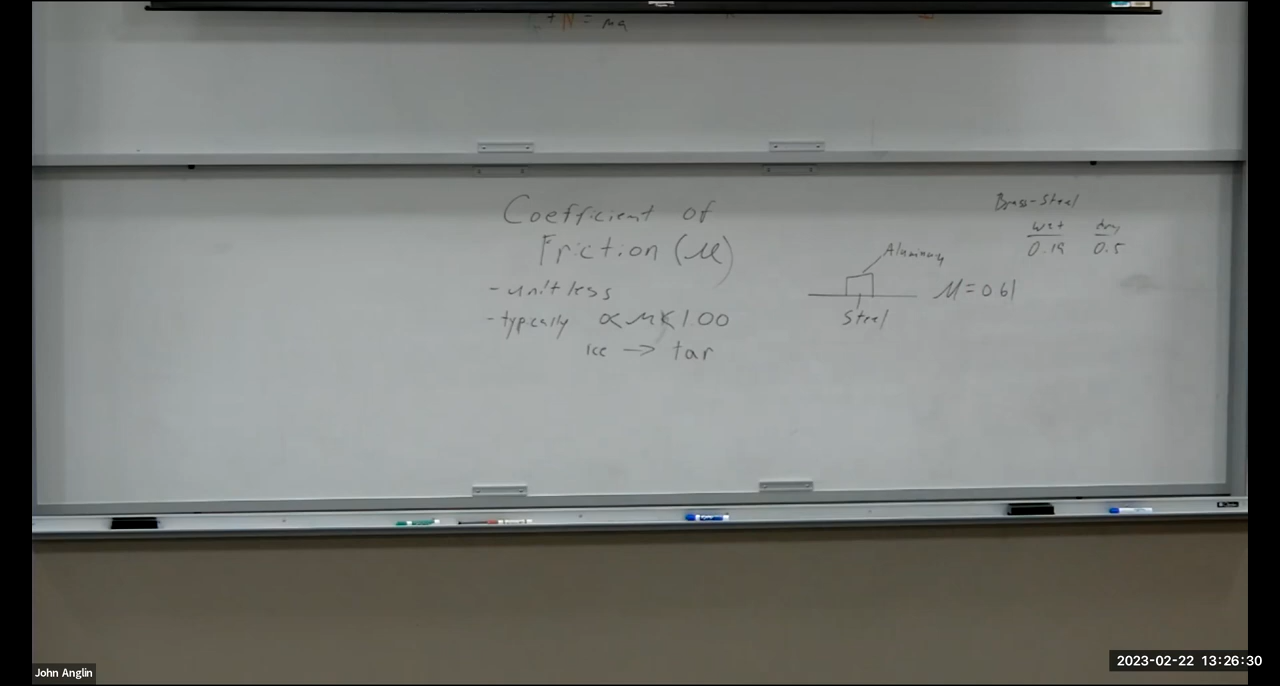 + N = ma
Coefficient of
Friction (μ)
- unitless
- typically 0<μ<1.00
ice → tar
Aluminum
Steel
μ=0.61
Brass-Steel
wet dry
0.19 0.5
John Anglin
2023-02-22 13:26:30